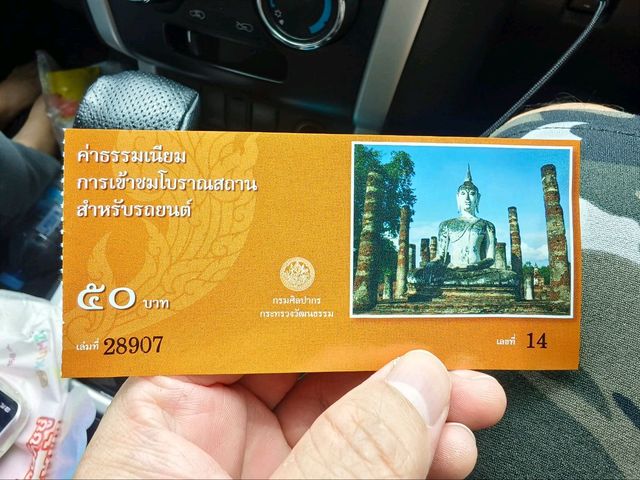 ค่าธรรมเนียม
การเข้าชมโบราณสถาน
สำหรับรถยนต์
๕๐ บาท
กรมศิลปากร
กระทรวงวัฒนธรรม
เล่มที่ 28907
เลขที่ 14